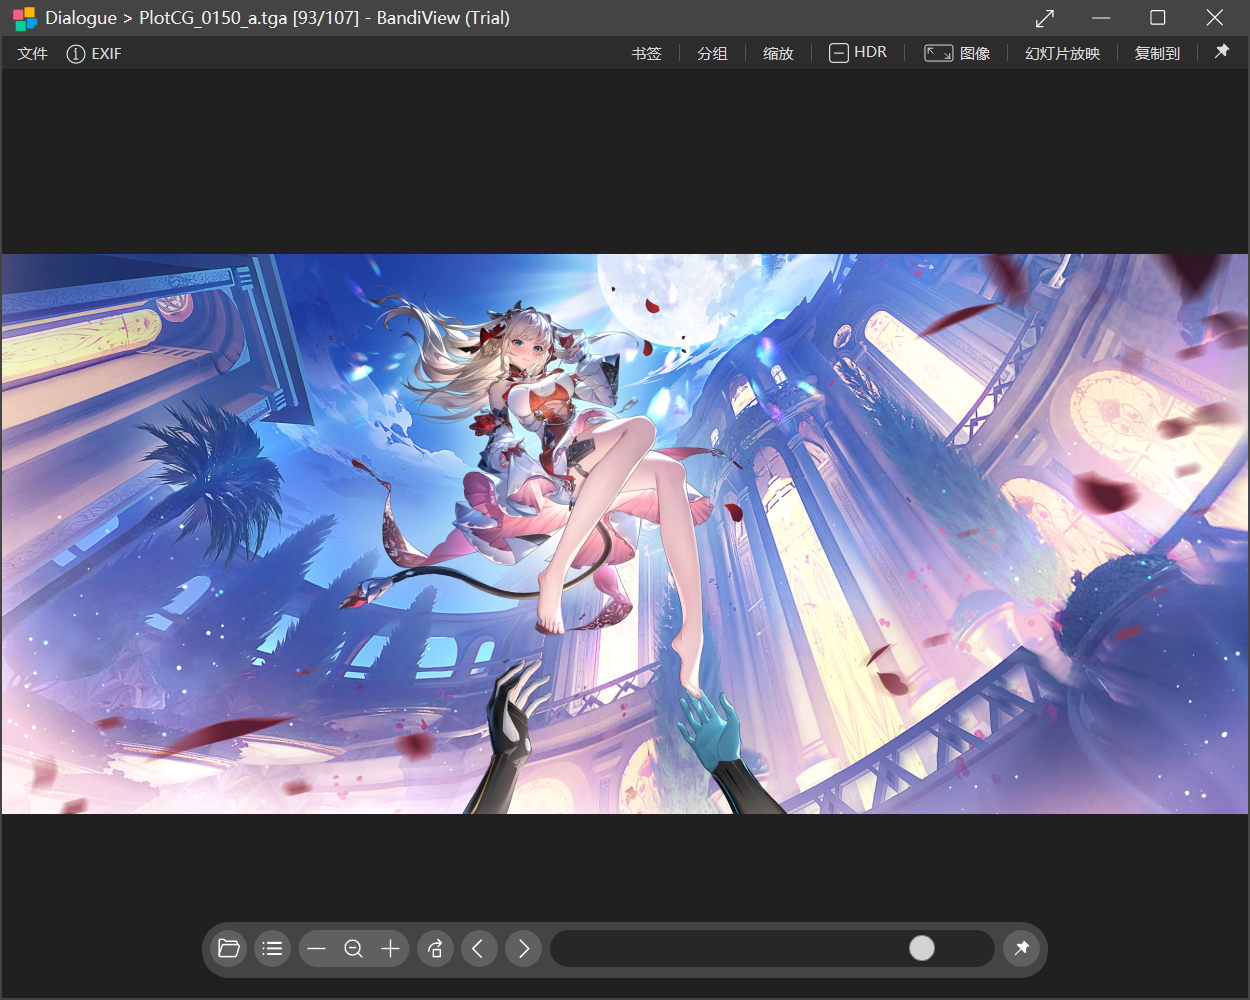 Dialogue > PlotCG_0150_a.tga [93/107] - BandiView (Trial)
文件 EXIF 书签 分组 缩放 HDR 图像 幻灯片放映 复制到